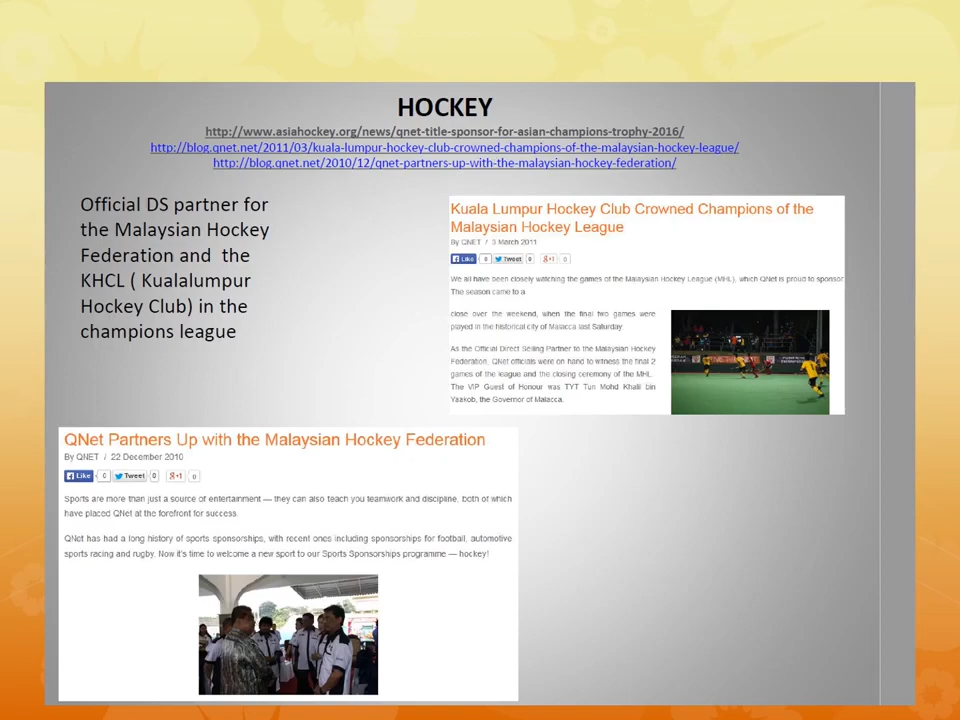 HOCKEY
http://www.asiahockey.org/news/qnet-title-sponsor-for-asian-champions-trophy-2016/
http://blog.qnet.net/2011/03/kuala-lumpur-hockey-club-crowned-champions-of-the-malaysian-hockey-league/
http://blog.qnet.net/2010/12/qnet-partners-up-with-the-malaysian-hockey-federation/
Official DS partner for
the Malaysian Hockey
Federation and the
KHCL ( Kualalumpur
Hockey Club) in the
champions league
Kuala Lumpur Hockey Club Crowned Champions of the
Malaysian Hockey League
By QNET / 3 March 2011
Like 0 Tweet 0 g+1 0
We all have been closely watching the games of the Malaysian Hockey League (MHL), which QNet is proud to sponsor
The season came to a
close over the weekend, when the final two games were
played in the historical city of Malacca last Saturday.
As the Official Direct Selling Partner to the Malaysian Hockey
Federation, QNet officials were on hand to witness the final 2
games of the league and the closing ceremony of the MHL.
The VIP Guest of Honour was TYT Tun Mohd Khalil bin
Yaakob, the Governor of Malacca.
QNet Partners Up with the Malaysian Hockey Federation
By QNET / 22 December 2010
Like 0 Tweet 0 g+1 0
Sports are more than just a source of entertainment — they can also teach you teamwork and discipline, both of which
have placed QNet at the forefront for success.
QNet has had a long history of sports sponsorships, with recent ones including sponsorships for football, automotive
sports racing and rugby. Now it's time to welcome a new sport to our Sports Sponsorships programme — hockey!